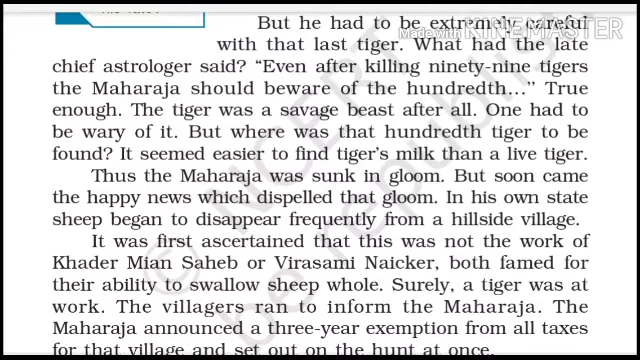 But he had to be extremely careful
with that last tiger. What had the late
chief astrologer said? “Even after killing ninety-nine tigers
the Maharaja should beware of the hundredth...” True
enough. The tiger was a savage beast after all. One had to
be wary of it. But where was that hundredth tiger to be
found? It seemed easier to find tiger's milk than a live tiger.
Thus the Maharaja was sunk in gloom. But soon came
the happy news which dispelled that gloom. In his own state
sheep began to disappear frequently from a hillside village.
It was first ascertained that this was not the work of
Khader Mian Saheb or Virasami Naicker, both famed for
their ability to swallow sheep whole. Surely, a tiger was at
work. The villagers ran to inform the Maharaja. The
Maharaja announced a three-year exemption from all taxes
for that village and set out on the hunt at once.
Made with KINEMASTER
© NCERT
be republis